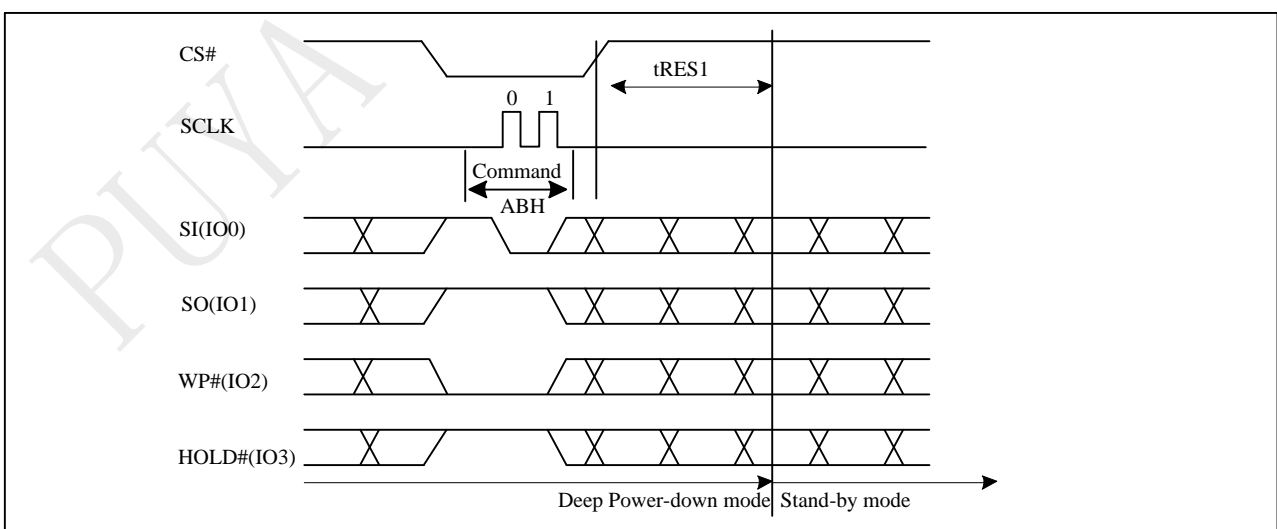 CS#
tRES1
0 1
SCLK
Command
ABH
SI(IO0)
SO(IO1)
WP#(IO2)
HOLD#(IO3)
Deep Power-down mode Stand-by mode
PUYA